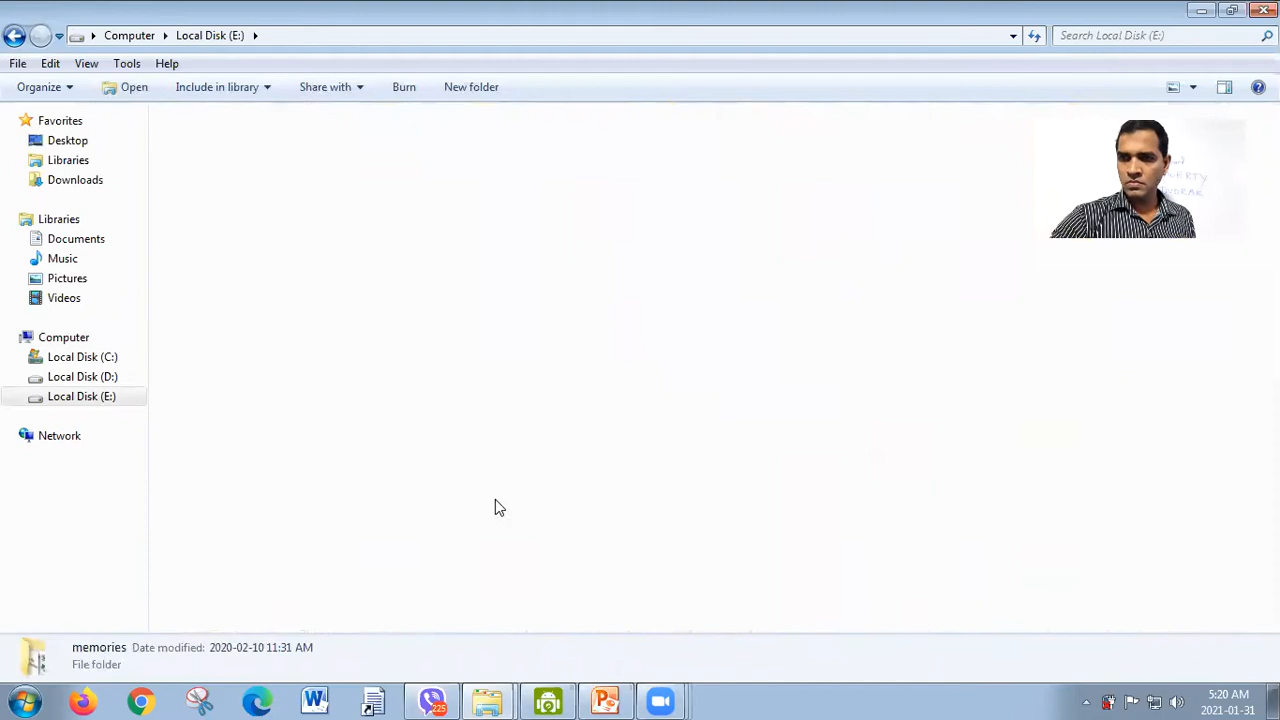 Computer Local Disk (E:) Search Local Disk (E:)
File Edit View Tools Help
Organize Open Include in library Share with Burn New folder
Favorites
Desktop
Libraries
Downloads
Libraries
Documents
Music
Pictures
Videos
Computer
Local Disk (C:)
Local Disk (D:)
Local Disk (E:)
Network
memories Date modified: 2020-02-10 11:31 AM
File folder
225
5:20 AM
2021-01-31